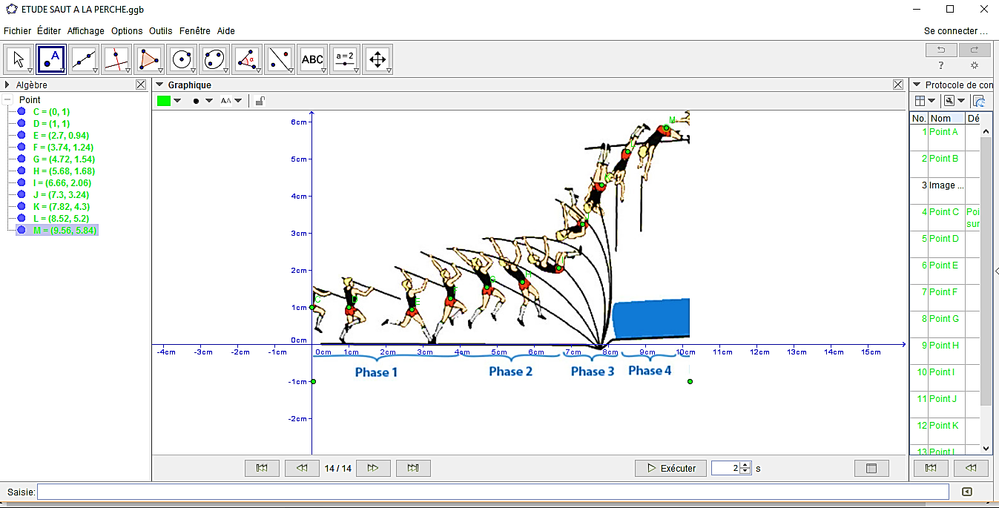 ETUDE SAUT A LA PERCHE.ggb
Fichier Éditer Affichage Options Outils Fenêtre Aide
Se connecter ...
A
α
ABC
a=2
?
Algèbre
Graphique
Protocole de con
Point
AA
C = (0, 1)
D = (1, 1)
E = (2.7, 0.94)
F = (3.74, 1.24)
G = (4.72, 1.54)
H = (5.68, 1.68)
I = (6.66, 2.06)
J = (7.3, 3.24)
K = (7.82, 4.3)
L = (8.52, 5.2)
M = (9.56, 5.84)
6cm
5cm
4cm
3cm
2cm
1cm
0cm
-1cm
-2cm
M
I
H
G
E
C
-4cm -3cm -2cm -1cm 0cm 1cm 2cm 3cm 4cm 5cm 6cm 7cm 8cm 9cm 10cm 11cm 12cm 13cm 14cm 15cm
Phase 1 Phase 2 Phase 3 Phase 4
No. Nom Dé
1 Point A
2 Point B
3 Image ...
4 Point C Poi
sur
5 Point D
6 Point E
7 Point F
8 Point G
9 Point H
10 Point I
11 Point J
12 Point K
13 Point L
14 / 14
Exécuter 2 s
Saisie: